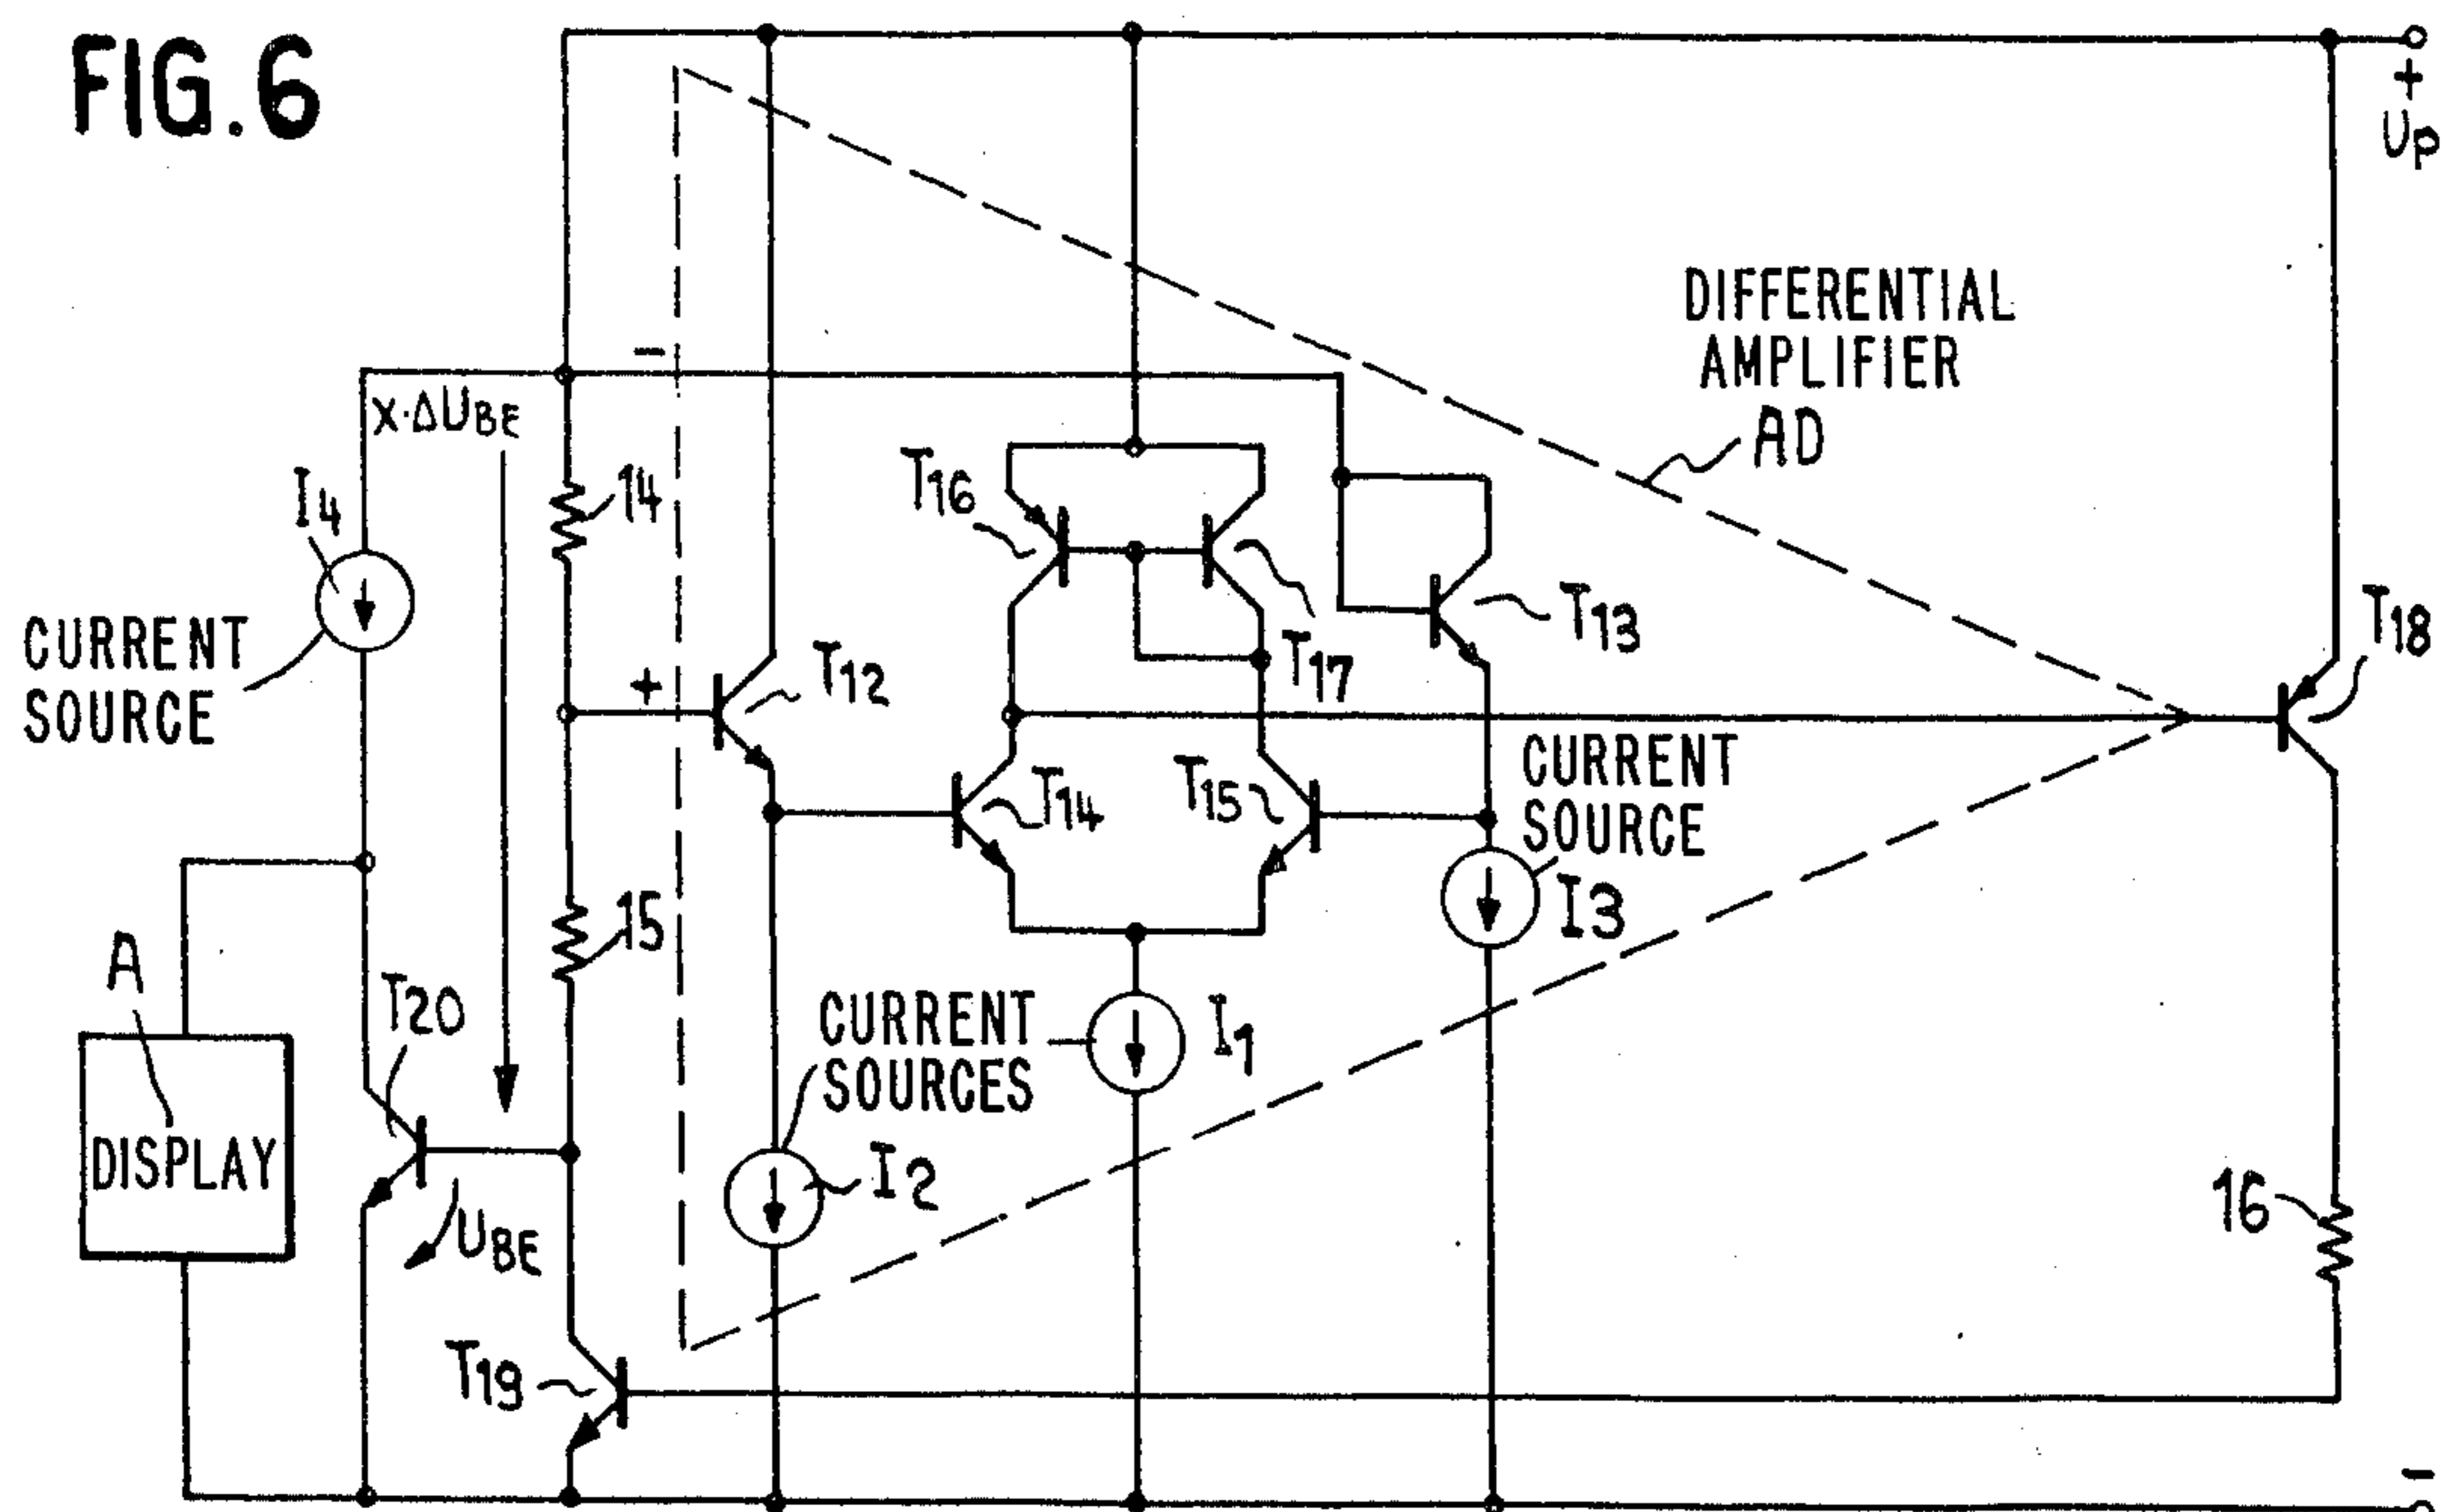 FIG. 6
+
UP
DIFFERENTIAL
AMPLIFIER
AD
-
X·ΔUBE
I4
14
T16
T13
T18
CURRENT
SOURCE
T12
+
T17
CURRENT
SOURCE
I3
T14
T15
15
A
T20
CURRENT
SOURCES
I1
DISPLAY
I2
16
UBE
T19
-